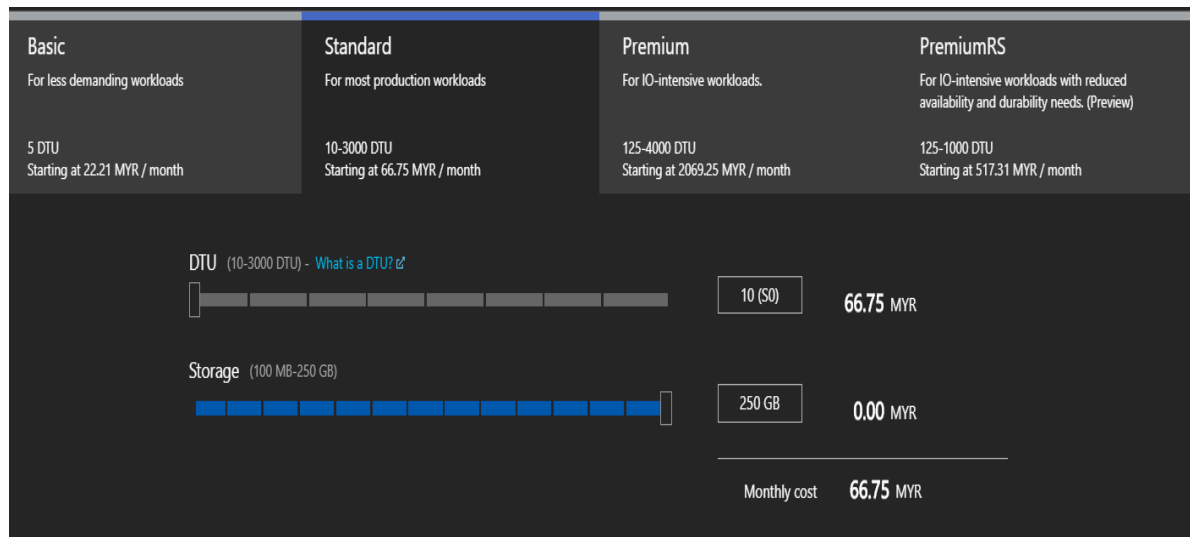 Basic
For less demanding workloads
5 DTU
Starting at 22.21 MYR / month
Standard
For most production workloads
10-3000 DTU
Starting at 66.75 MYR / month
Premium
For IO-intensive workloads.
125-4000 DTU
Starting at 2069.25 MYR / month
PremiumRS
For IO-intensive workloads with reduced
availability and durability needs. (Preview)
125-1000 DTU
Starting at 517.31 MYR / month
DTU (10-3000 DTU) - What is a DTU?
10 (S0) 66.75 MYR
Storage (100 MB-250 GB)
250 GB 0.00 MYR
Monthly cost 66.75 MYR